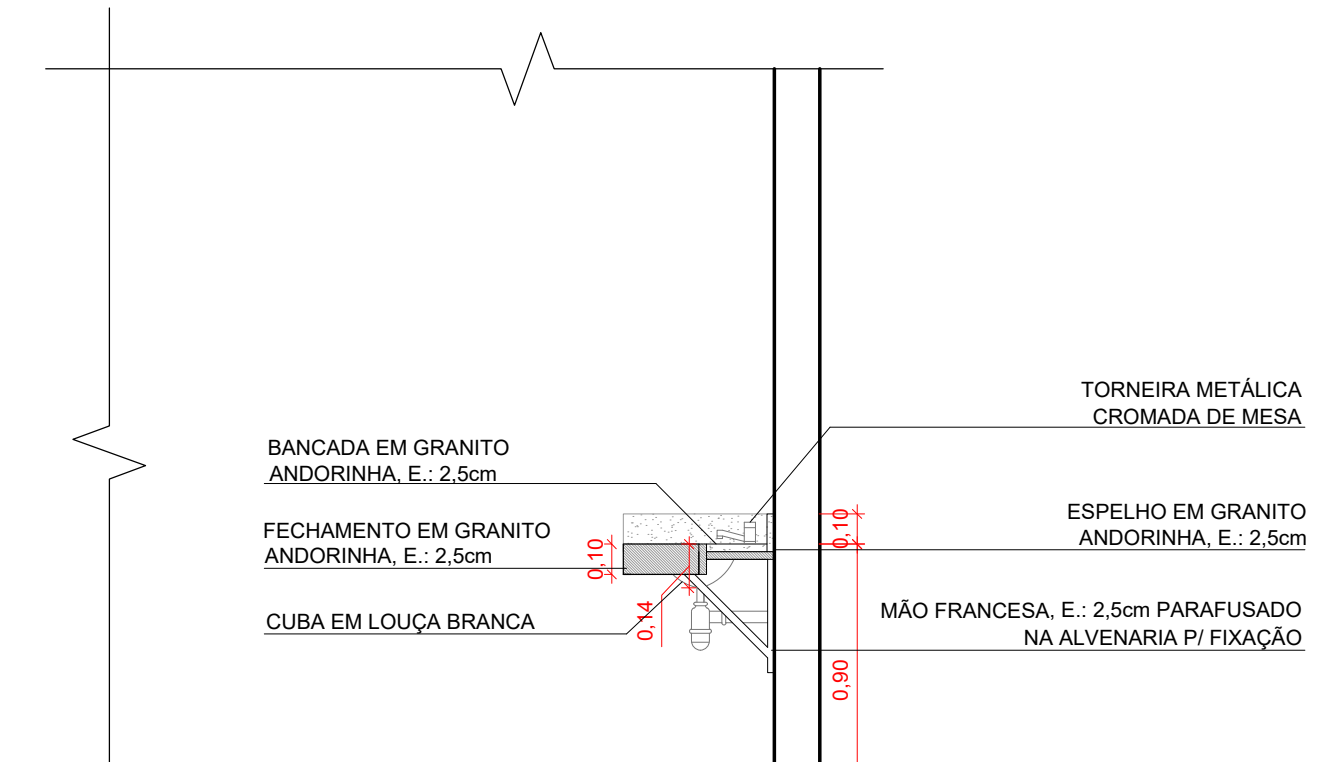 TORNEIRA METÁLICA
CROMADA DE MESA
BANCADA EM GRANITO
ANDORINHA, E.: 2,5cm
ESPELHO EM GRANITO
ANDORINHA, E.: 2,5cm
FECHAMENTO EM GRANITO
ANDORINHA, E.: 2,5cm
0,10
0,10
MÃO FRANCESA, E.: 2,5cm PARAFUSADO
NA ALVENARIA P/ FIXAÇÃO
CUBA EM LOUÇA BRANCA
0,14
0,90